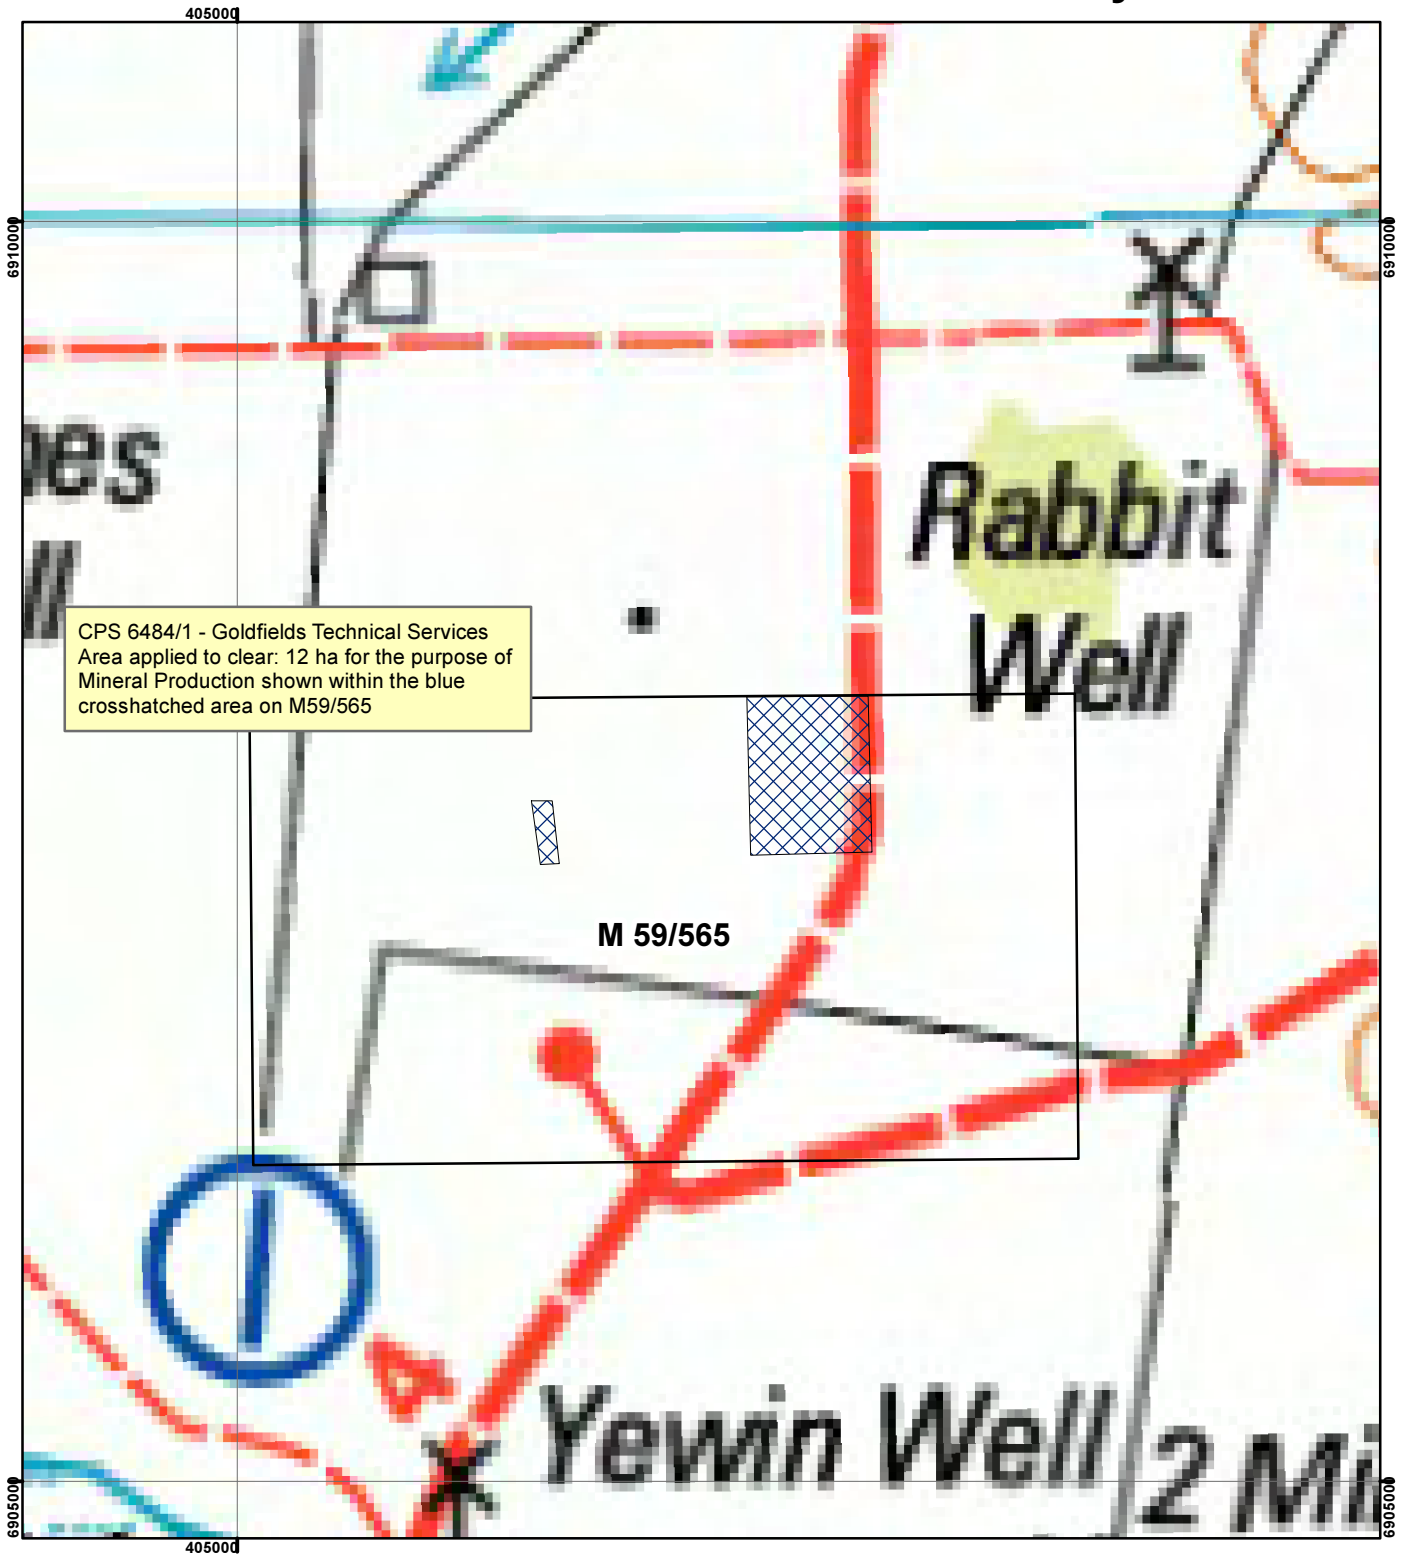 405000
6910000
6910000
Rabbit
Well
CPS 6484/1 - Goldfields Technical Services
Area applied to clear: 12 ha for the purpose of
Mineral Production shown within the blue
crosshatched area on M59/565
M 59/565
Yewin Well
2 Mi
6905000
6905000
405000